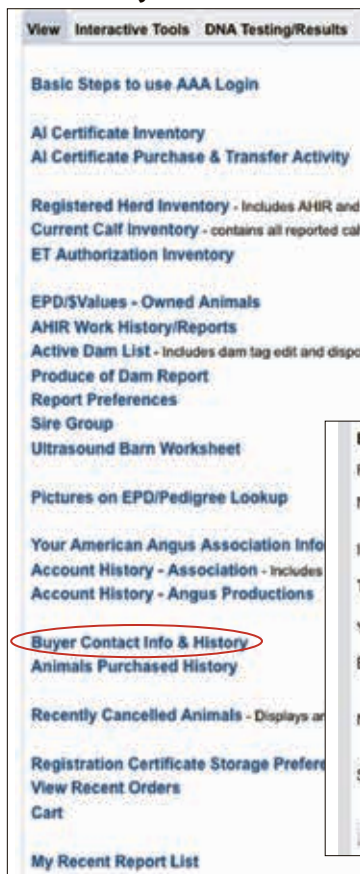 View Interactive Tools DNA Testing/Results
Basic Steps to use AAA Login
AI Certificate Inventory
AI Certificate Purchase & Transfer Activity
Registered Herd Inventory - Includes AHIR and
Current Calf Inventory - contains all reported
ET Authorization Inventory
EPD/$Values - Owned Animals
AHIR Work History/Reports
Active Dam List - Includes dam tag edit and
Produce of Dam Report
Report Preferences
Sire Group
Ultrasound Barn Worksheet
Pictures on EPD/Pedigree Lookup
Your American Angus Association Info
Account History - Association - Includes
Account History - Angus Productions
Buyer Contact Info & History
Animals Purchased History
Recently Cancelled Animals - Displays
Registration Certificate Storage
View Recent Orders
Cart
My Recent Report List